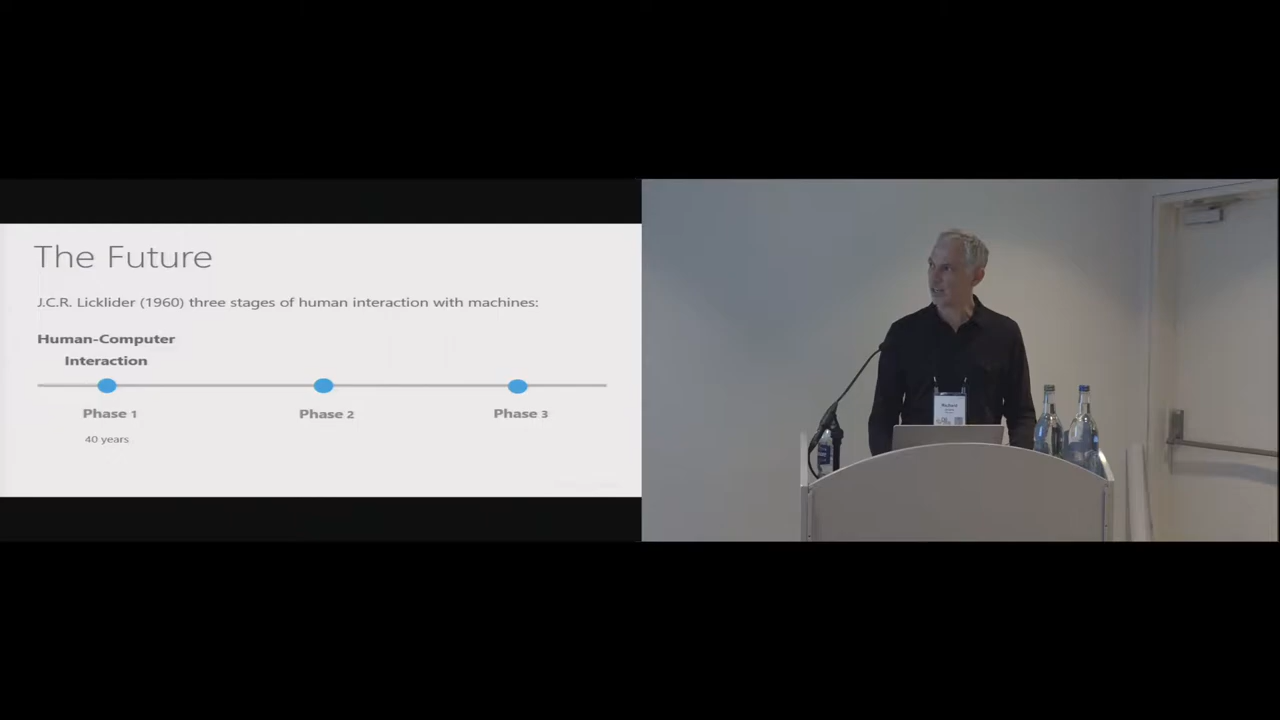 The Future
J.C.R. Licklider (1960) three stages of human interaction with machines:
Human-Computer
Interaction
Phase 1
Phase 2
Phase 3
40 years